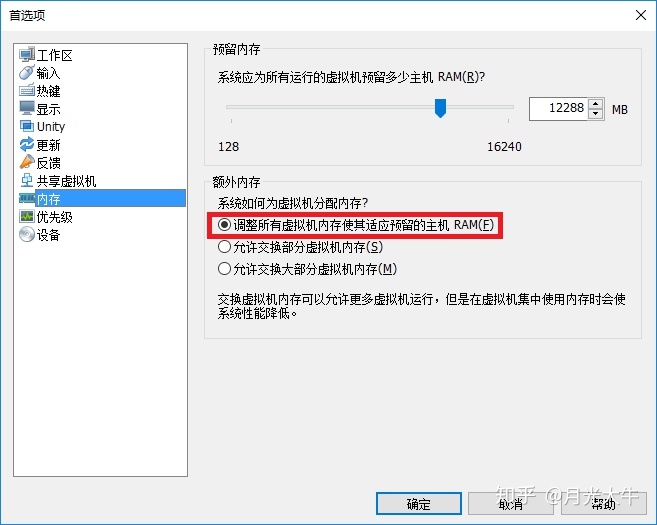 首选项
工作区
输入
热键
显示
Unity
更新
反馈
共享虚拟机
内存
优先级
设备
预留内存
系统应为所有运行的虚拟机预留多少主机 RAM(R)?
12288 MB
128 16240
额外内存
系统如何为虚拟机分配内存?
调整所有虚拟机内存使其适应预留的主机 RAM(F)
允许交换部分虚拟机内存(S)
允许交换大部分虚拟机内存(M)
交换虚拟机内存可以允许更多虚拟机运行，但是在虚拟机集中使用内存时会使
系统性能降低。
确定 取消 帮助
知乎 @月光大牛